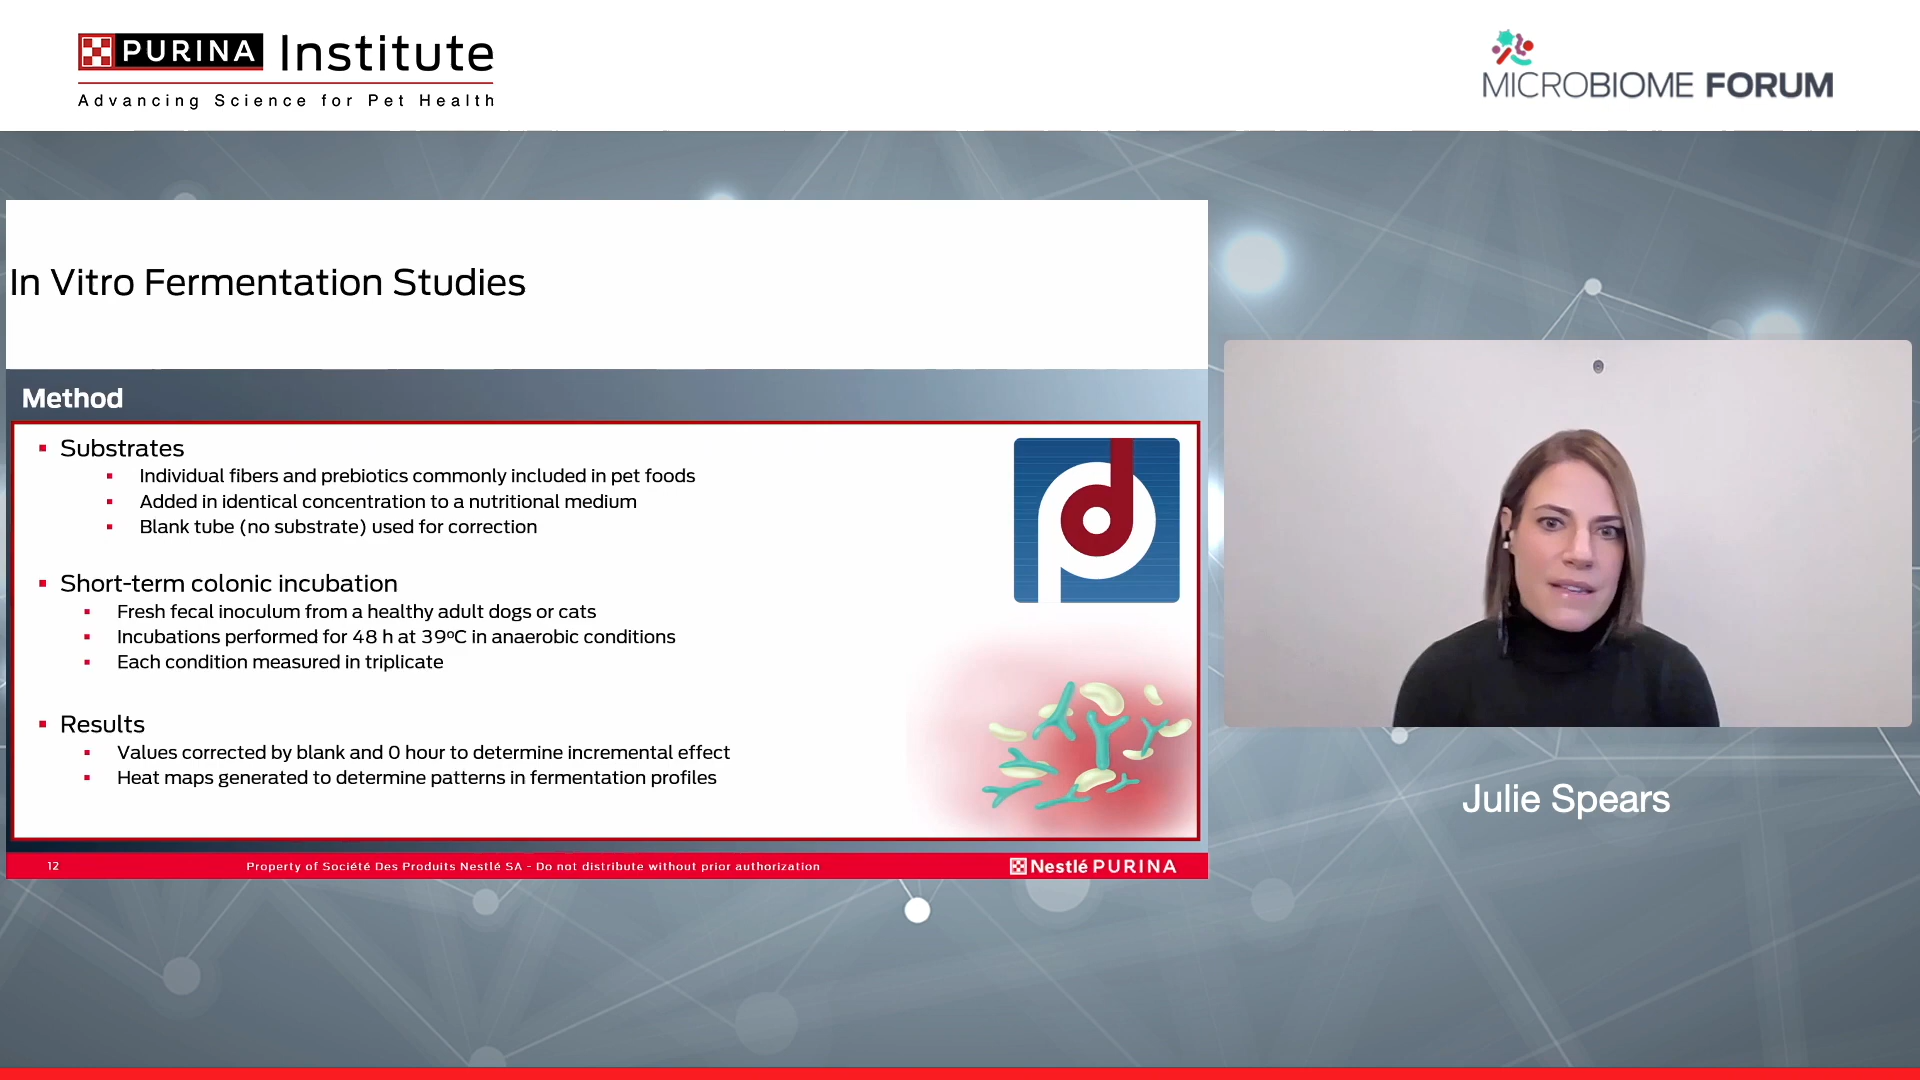 PURINA Institute
Advancing Science for Pet Health
MICROBIOME FORUM
In Vitro Fermentation Studies
Method
Substrates
Individual fibers and prebiotics commonly included in pet foods
Added in identical concentration to a nutritional medium
Blank tube (no substrate) used for correction
Short-term colonic incubation
Fresh fecal inoculum from a healthy adult dogs or cats
Incubations performed for 48 h at 39ºC in anaerobic conditions
Each condition measured in triplicate
Results
Values corrected by blank and 0 hour to determine incremental effect
Heat maps generated to determine patterns in fermentation profiles
pd
12
Property of Société Des Produits Nestlé SA - Do not distribute without prior authorization
Nestlé PURINA
Julie Spears